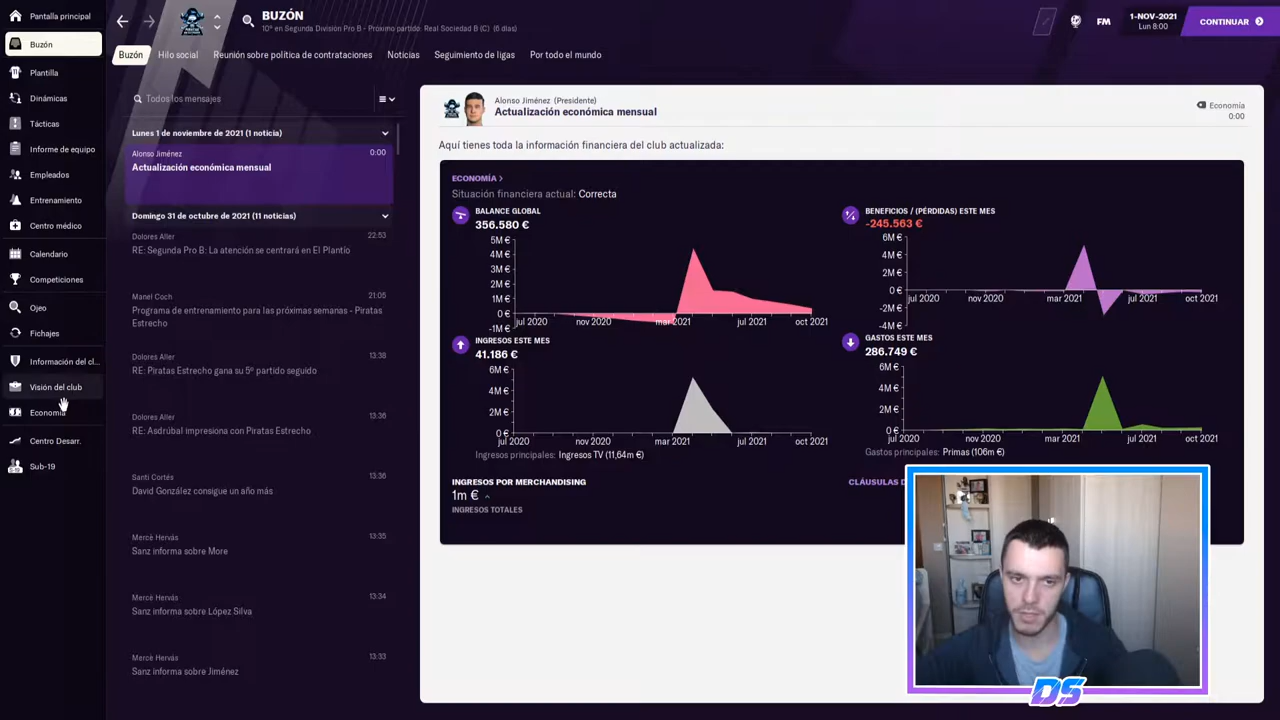 Pantalla principal
Buzón
Plantilla
Dinámicas
Tácticas
Informe de equipo
Empleados
Entrenamiento
Centro médico
Calendario
Competiciones
Ojeo
Fichajes
Información del cl...
Visión del club
Economía
Centro Desarr.
Sub-19
BUZÓN
10º en Segunda División Pro B - Próximo partido: Real Sociedad B (C) (6 días)
FM
1-NOV-2021
Lun 8:00
CONTINUAR
Buzón
Hilo social
Reunión sobre política de contrataciones
Noticias
Seguimiento de ligas
Por todo el mundo
Todos los mensajes
Lunes 1 de noviembre de 2021 (1 noticia)
Alonso Jiménez 0:00
Actualización económica mensual
Domingo 31 de octubre de 2021 (11 noticias)
Dolores Aller 22:53
RE: Segunda Pro B: La atención se centrará en El Plantío
Manel Coch 21:05
Programa de entrenamiento para las próximas semanas - Piratas
Estrecho
Dolores Aller 13:38
RE: Piratas Estrecho gana su 5º partido seguido
Dolores Aller 13:36
RE: Asdrúbal impresiona con Piratas Estrecho
Santi Cortés 13:36
David González consigue un año más
Mercè Hervás 13:35
Sanz informa sobre More
Mercè Hervás 13:34
Sanz informa sobre López Silva
Mercè Hervás 13:33
Sanz informa sobre Jiménez
Alonso Jiménez (Presidente)
Actualización económica mensual
Economía
0:00
Aquí tienes toda la información financiera del club actualizada:
ECONOMÍA
Situación financiera actual: Correcta
BALANCE GLOBAL
356.580 €
5M €
4M €
3M €
2M €
1M €
0 €
-1M €
jul 2020 nov 2020 mar 2021 jul 2021 oct 2021
BENEFICIOS / (PÉRDIDAS) ESTE MES
-245.563 €
6M €
4M €
2M €
0 €
-2M €
-4M €
jul 2020 nov 2020 mar 2021 jul 2021 oct 2021
INGRESOS ESTE MES
41.186 €
6M €
4M €
2M €
0 €
jul 2020 nov 2020 mar 2021 jul 2021 oct 2021
Ingresos principales: Ingresos TV (11,64m €)
GASTOS ESTE MES
286.749 €
6M €
4M €
2M €
0 €
jul 2020 nov 2020 mar 2021 jul 2021 oct 2021
Gastos principales: Primas (106m €)
INGRESOS POR MERCHANDISING
1m €
INGRESOS TOTALES
CLÁUSULAS D
DS